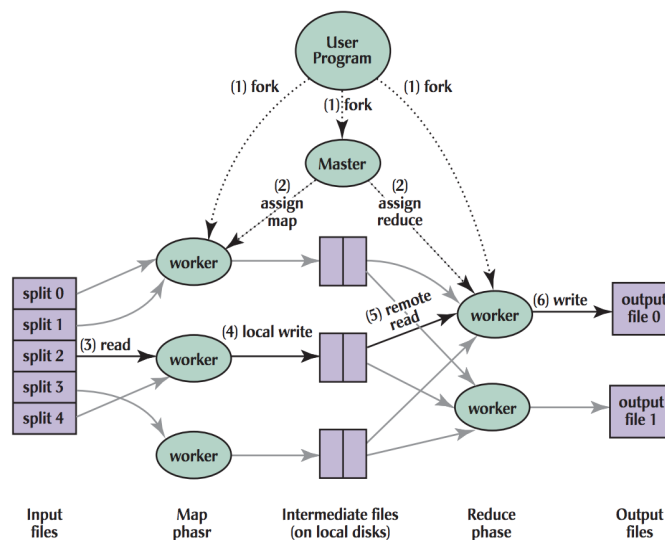 User
Program
(1) fork
(1) fork
(1) fork
Master
(2)
assign
map
(2)
assign
reduce
worker
split 0
split 1
split 2
split 3
split 4
(3) read
worker
(4) local write
(5) remote
read
worker
(6) write
output
file 0
worker
output
file 1
worker
Input
files
Map
phasr
Intermediate files
(on local disks)
Reduce
phase
Output
files